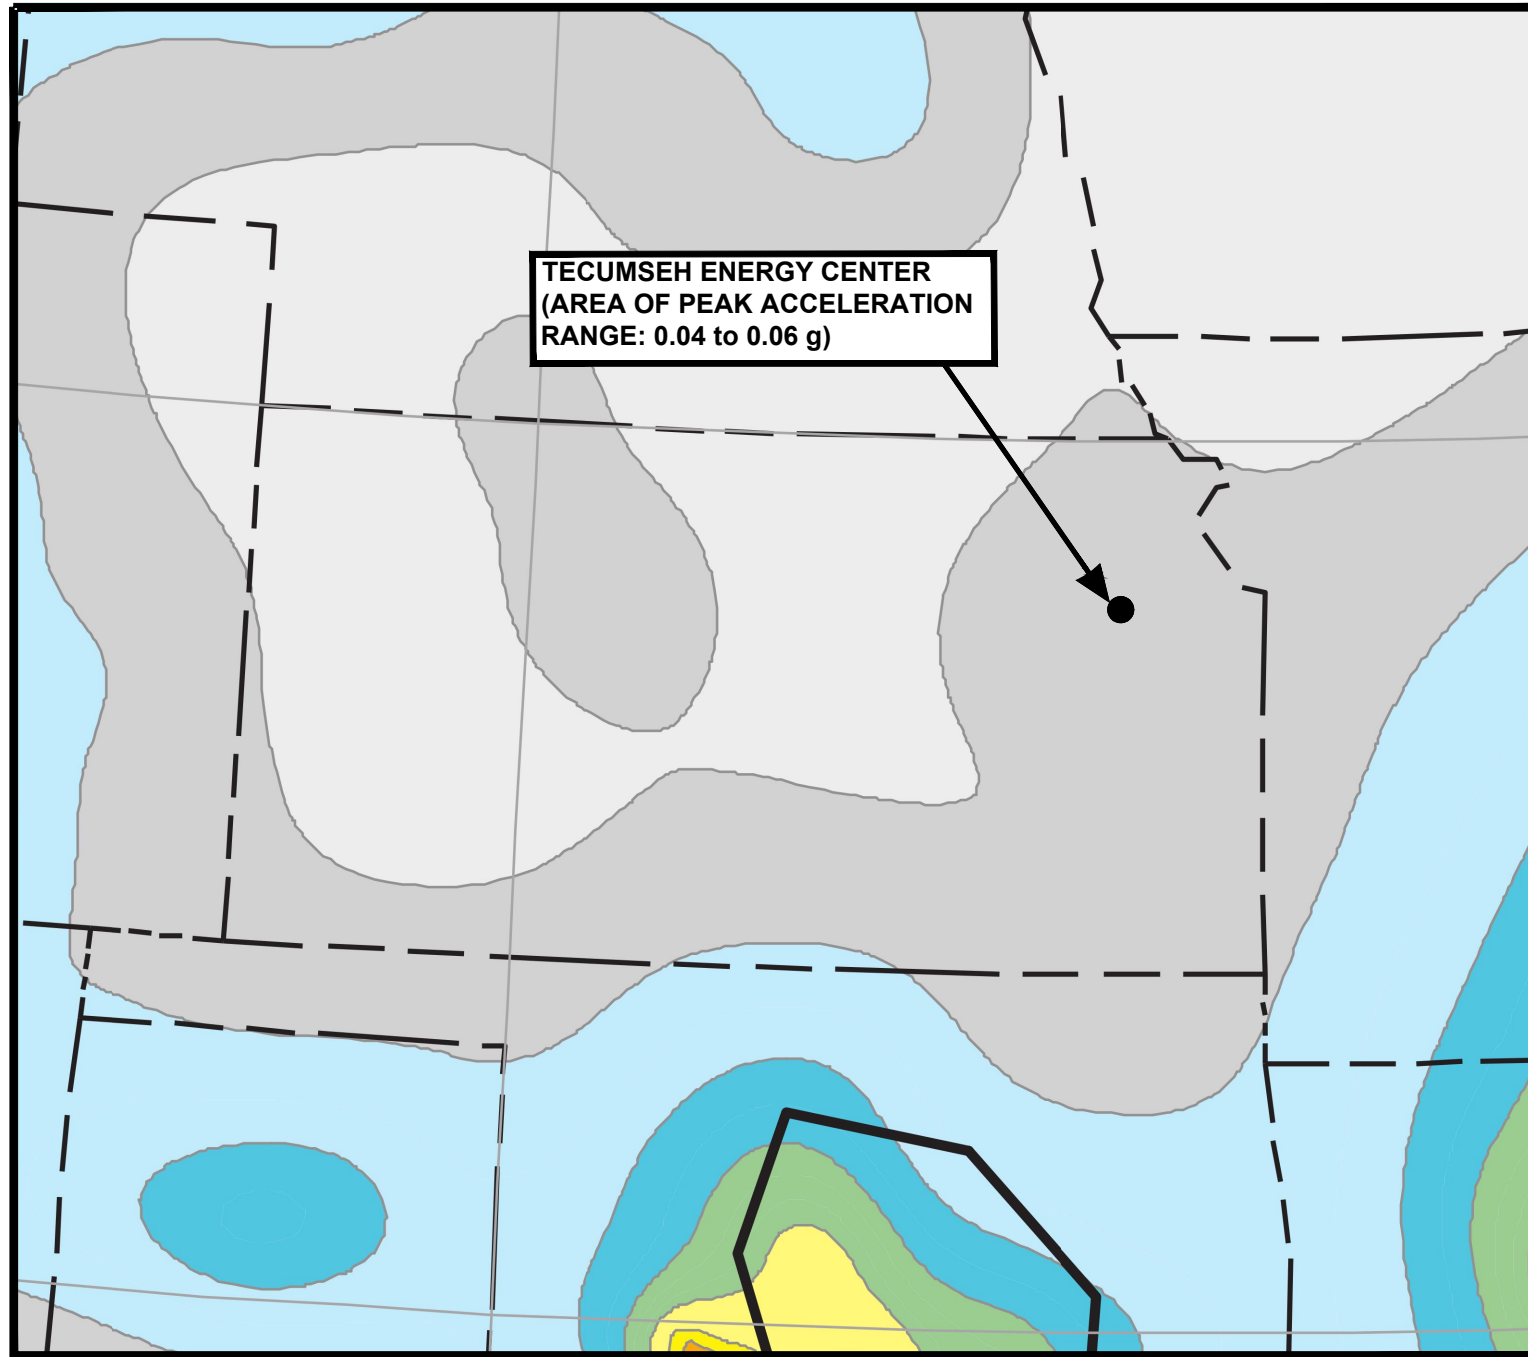 TECUMSEH ENERGY CENTER
(AREA OF PEAK ACCELERATION
RANGE: 0.04 to 0.06 g)